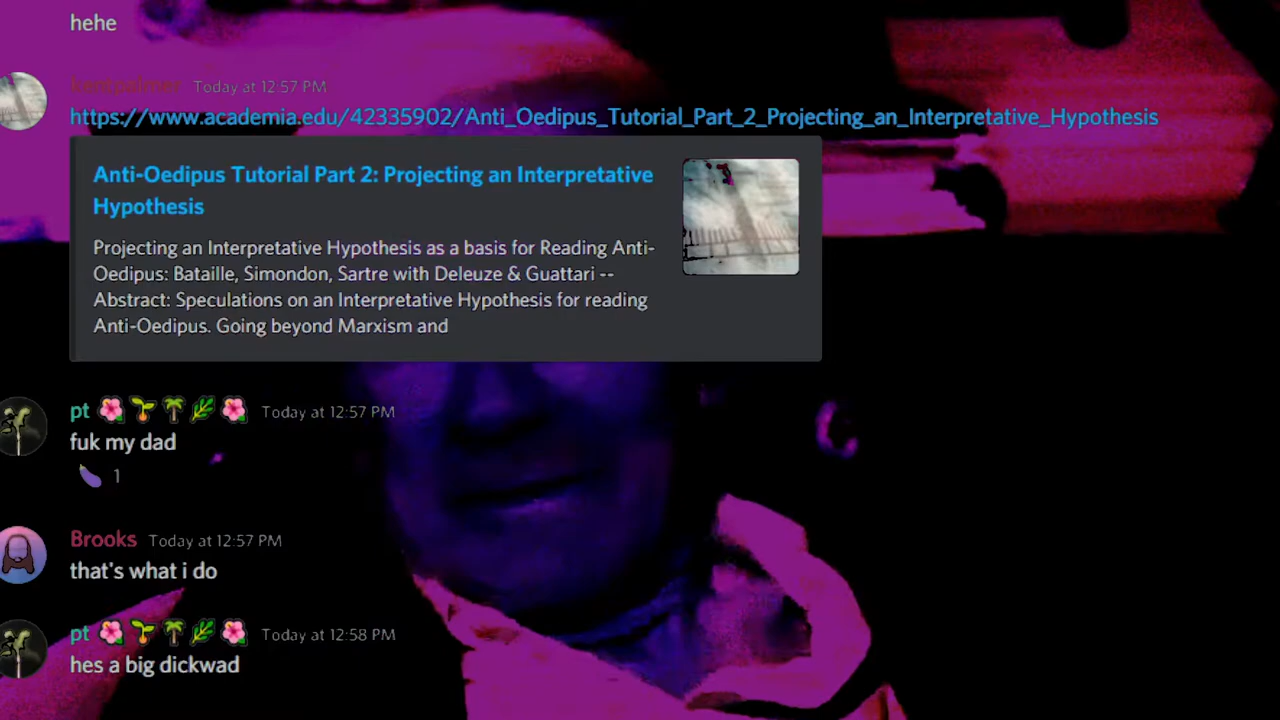 hehe
kentpalmer Today at 12:57 PM
https://www.academia.edu/42335902/Anti_Oedipus_Tutorial_Part_2_Projecting_an_Interpretative_Hypothesis
Anti-Oedipus Tutorial Part 2: Projecting an Interpretative
Hypothesis
Projecting an Interpretative Hypothesis as a basis for Reading Anti-
Oedipus: Bataille, Simondon, Sartre with Deleuze & Guattari --
Abstract: Speculations on an Interpretative Hypothesis for reading
Anti-Oedipus. Going beyond Marxism and
pt 🌺🌱🌴🌿🌺 Today at 12:57 PM
fuk my dad
🍆 1
Brooks Today at 12:57 PM
that's what i do
pt 🌺🌱🌴🌿🌺 Today at 12:58 PM
hes a big dickwad